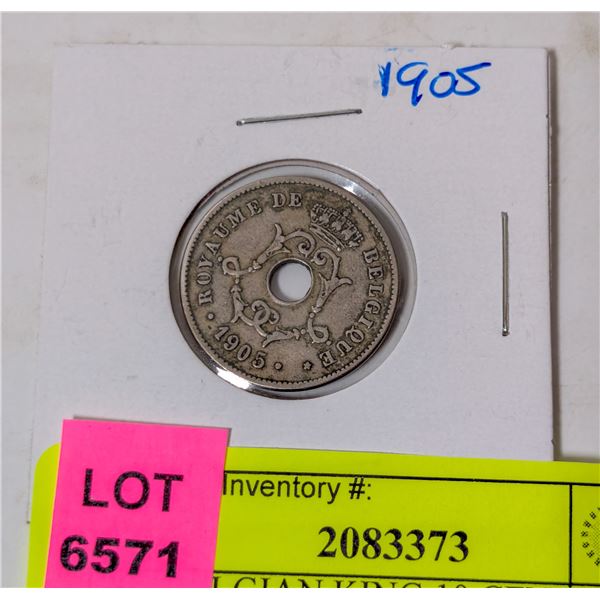 1905
ROYAUME DE BELGIQUE
1905
LOT
6571
Inventory #:
2083373